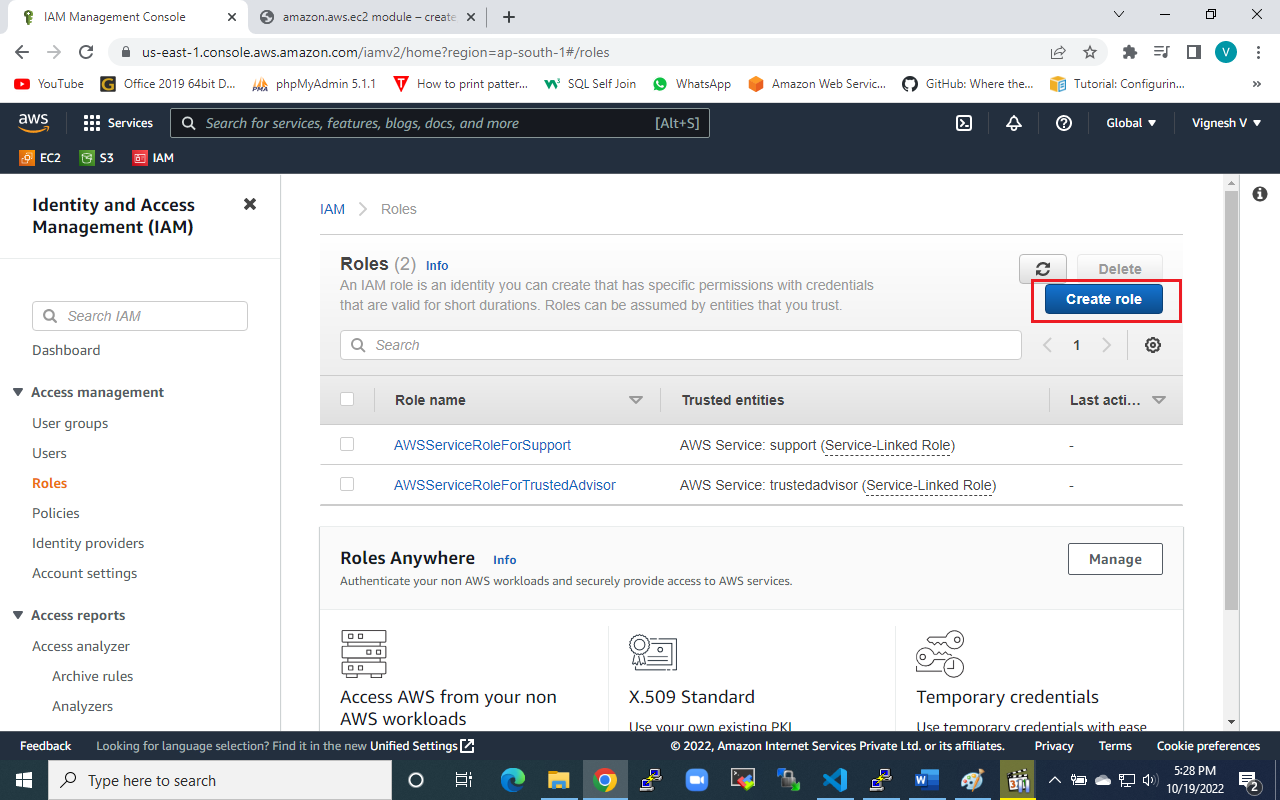 IAM Management Console
amazon.aws.ec2 module – create
us-east-1.console.aws.amazon.com/iamv2/home?region=ap-south-1#/roles
V
YouTube
Office 2019 64bit D...
phpMyAdmin 5.1.1
How to print patter...
SQL Self Join
WhatsApp
Amazon Web Servic...
GitHub: Where the...
Tutorial: Configurin...
»
aws
Services
Search for services, features, blogs, docs, and more [Alt+S]
Global
Vignesh V
EC2
S3
IAM
Identity and Access
Management (IAM)
Search IAM
Dashboard
Access management
User groups
Users
Roles
Policies
Identity providers
Account settings
Access reports
Access analyzer
Archive rules
Analyzers
IAM > Roles
Roles (2) Info
An IAM role is an identity you can create that has specific permissions with credentials
that are valid for short durations. Roles can be assumed by entities that you trust.
Delete
Create role
Search
1
Role name Trusted entities Last acti...
AWSServiceRoleForSupport AWS Service: support (Service-Linked Role) -
AWSServiceRoleForTrustedAdvisor AWS Service: trustedadvisor (Service-Linked Role) -
Roles Anywhere Info
Authenticate your non AWS workloads and securely provide access to AWS services.
Manage
Access AWS from your non
AWS workloads
X.509 Standard
Use your own existing PKI
Temporary credentials
Use temporary credentials with ease
Feedback
Looking for language selection? Find it in the new Unified Settings
© 2022, Amazon Internet Services Private Ltd. or its affiliates.
Privacy
Terms
Cookie preferences
Type here to search
5:28 PM
10/19/2022
2